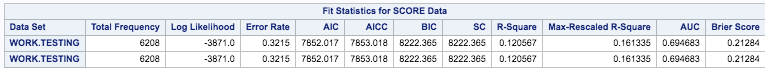 Fit Statistics for SCORE Data
Data Set Total Frequency Log Likelihood Error Rate AIC AICC BIC SC R-Square Max-Rescaled R-Square AUC Brier Score
WORK.TESTING 6208 -3871.0 0.3215 7852.017 7853.018 8222.365 8222.365 0.120567 0.161335 0.694683 0.21284
WORK.TESTING 6208 -3871.0 0.3215 7852.017 7853.018 8222.365 8222.365 0.120567 0.161335 0.694683 0.21284